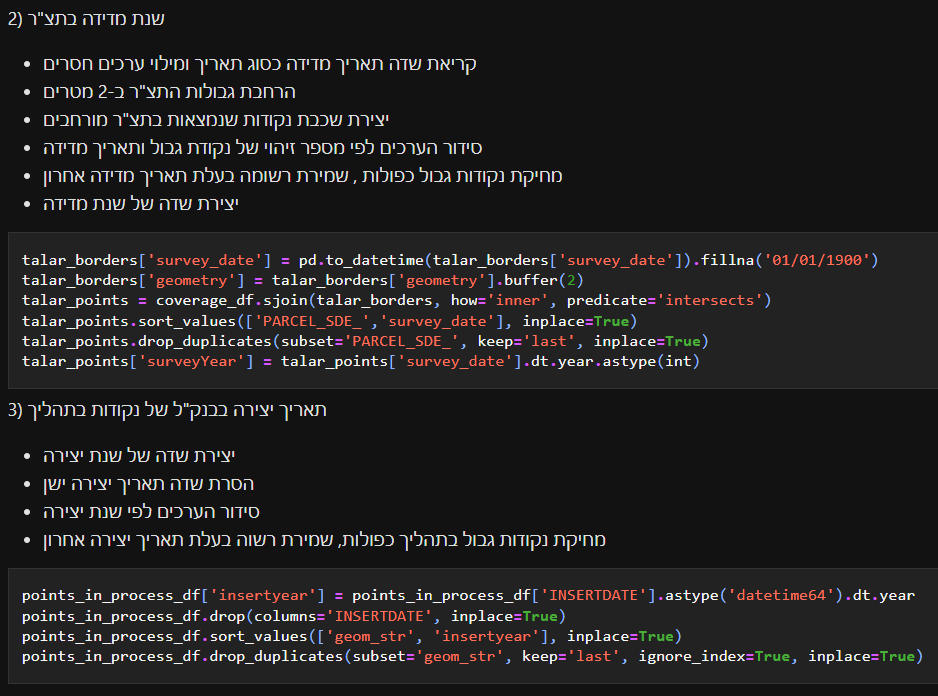 2) שנת מדידה בתצ"ר
• קריאת שדה תאריך מדידה כסוג תאריך ומילוי ערכים חסרים
• הרחבת גבולות התצ"ר ב-2 מטרים
• יצירת שכבת נקודות שנמצאות בתצ"ר מורחבים
• סידור הערכים לפי מספר זיהוי של נקודת גבול ותאריך מדידה
• מחיקת נקודות גבול כפולות , שמירת רשומה בעלת תאריך מדידה אחרון
• יצירת שדה של שנת מדידה
talar_borders['survey_date'] = pd.to_datetime(talar_borders['survey_date']).fillna('01/01/1900')
talar_borders['geometry'] = talar_borders['geometry'].buffer(2)
talar_points = coverage_df.sjoin(talar_borders, how='inner', predicate='intersects')
talar_points.sort_values(['PARCEL_SDE_','survey_date'], inplace=True)
talar_points.drop_duplicates(subset='PARCEL_SDE_', keep='last', inplace=True)
talar_points['surveyYear'] = talar_points['survey_date'].dt.year.astype(int)
3) תאריך יצירה בבנק"ל של נקודות בתהליך
• יצירת שדה של שנת יצירה
• הסרת שדה תאריך יצירה ישן
• סידור הערכים לפי שנת יצירה
• מחיקת נקודות גבול בתהליך כפולות, שמירת רשוה בעלת תאריך יצירה אחרון
points_in_process_df['insertyear'] = points_in_process_df['INSERTDATE'].astype('datetime64').dt.year
points_in_process_df.drop(columns='INSERTDATE', inplace=True)
points_in_process_df.sort_values(['geom_str', 'insertyear'], inplace=True)
points_in_process_df.drop_duplicates(subset='geom_str', keep='last', ignore_index=True, inplace=True)